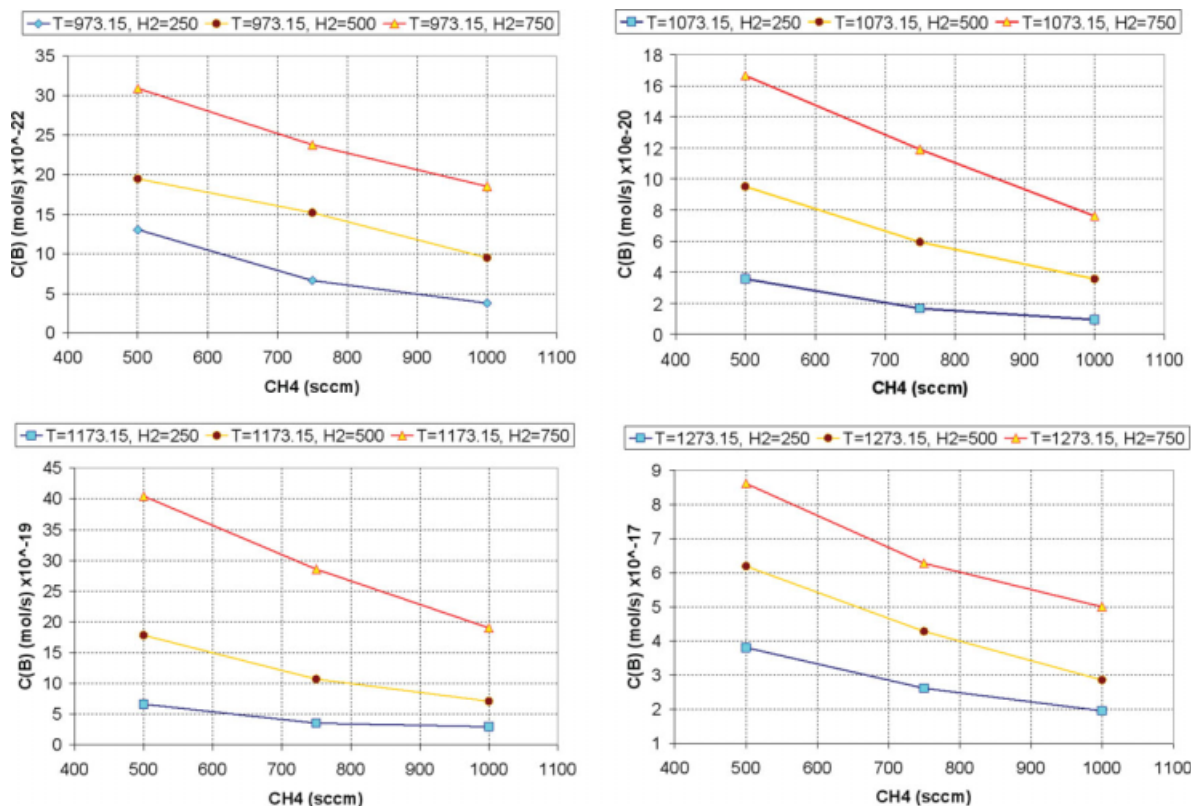 T=973.15, H2=250 T=973.15, H2=500 T=973.15, H2=750
35
30
25
20
15
10
5
0
C(B) (mol/s) x10^-22
400 500 600 700 800 900 1000 1100
CH4 (sccm)
T=1073.15, H2=250 T=1073.15, H2=500 T=1073.15, H2=750
18
16
14
12
10
8
6
4
2
0
C(B) (mol/s) x10e-20
400 500 600 700 800 900 1000 1100
CH4 (sccm)
T=1173.15, H2=250 T=1173.15, H2=500 T=1173.15, H2=750
45
40
35
30
25
20
15
10
5
0
C(B) (mol/s) x10^-19
400 500 600 700 800 900 1000 1100
CH4 (sccm)
T=1273.15, H2=250 T=1273.15, H2=500 T=1273.15, H2=750
9
8
7
6
5
4
3
2
1
C(B) (mol/s) x10^-17
400 500 600 700 800 900 1000 1100
CH4 (sccm)